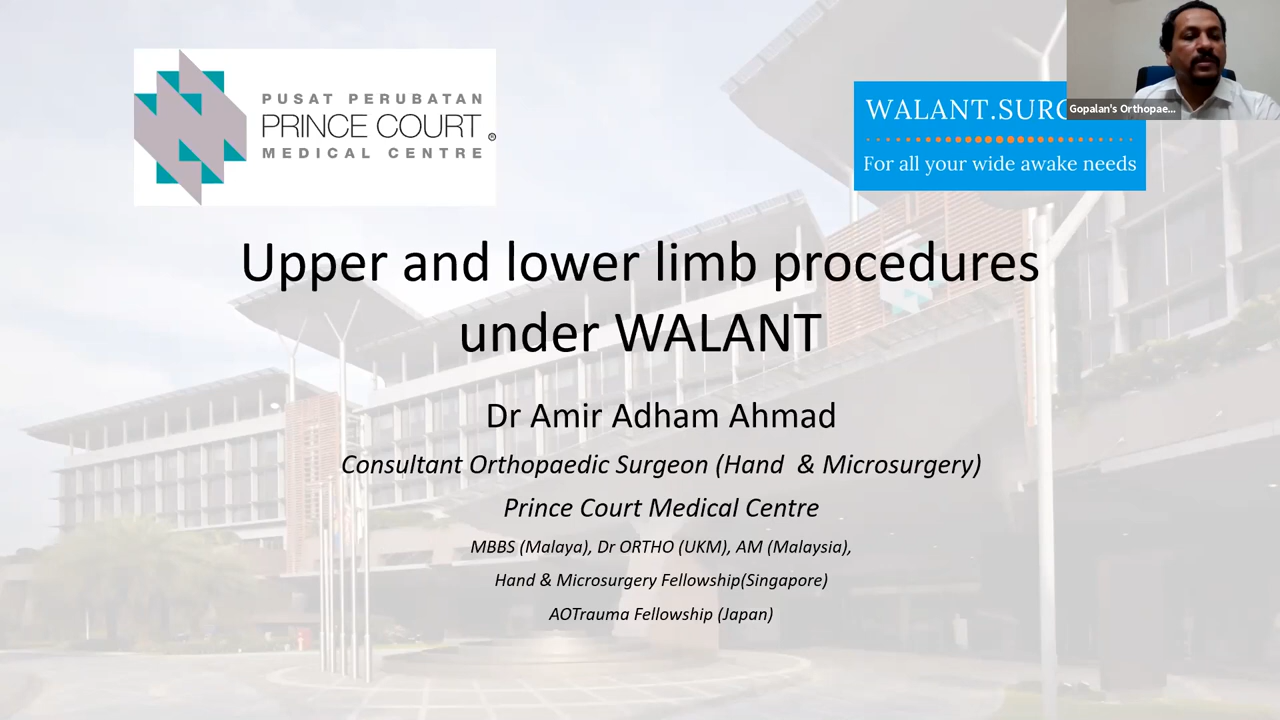 PUSAT PERUBATAN
PRINCE COURT
MEDICAL CENTRE
®
WALANT.SURG
Gopalan's Orthopae...
For all your wide awake needs
Upper and lower limb procedures
under WALANT
Dr Amir Adham Ahmad
Consultant Orthopaedic Surgeon (Hand & Microsurgery)
Prince Court Medical Centre
MBBS (Malaya), Dr ORTHO (UKM), AM (Malaysia),
Hand & Microsurgery Fellowship(Singapore)
AOTrauma Fellowship (Japan)